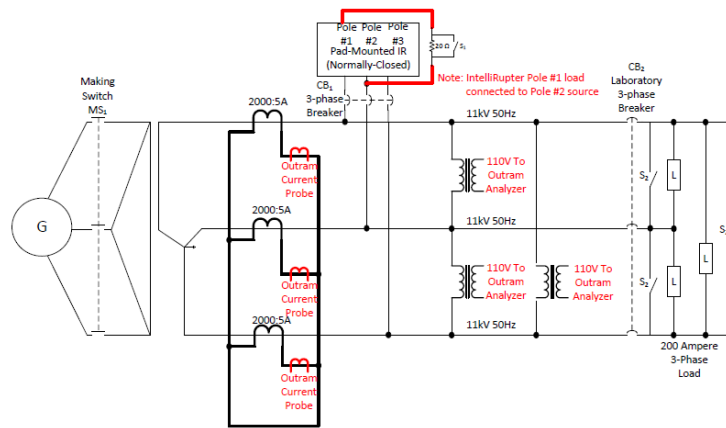 Pole Pole Pole
#1 #2 #3
Pad-Mounted IR
(Normally-Closed)
20 Ω
S₁
Note: IntelliRupter Pole #1 load
connected to Pole #2 source
Making
Switch
MS₁
CB₁
3-phase
Breaker
CB₂
Laboratory
3-phase
Breaker
2000:5A
11kV 50Hz
11kV 50Hz
Outram
Current
Probe
110V To
Outram
Analyzer
S₂
L
G
2000:5A
11kV 50Hz
L
Outram
Current
Probe
110V To
Outram
Analyzer
110V To
Outram
Analyzer
S₂
L
2000:5A
11kV 50Hz
Outram
Current
Probe
200 Ampere
3-Phase
Load